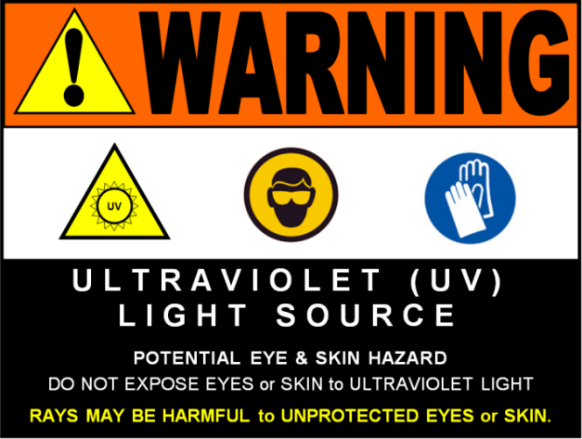 WARNING
UV
ULTRAVIOLET (UV)
LIGHT SOURCE
POTENTIAL EYE & SKIN HAZARD
DO NOT EXPOSE EYES or SKIN to ULTRAVIOLET LIGHT
RAYS MAY BE HARMFUL to UNPROTECTED EYES or SKIN.